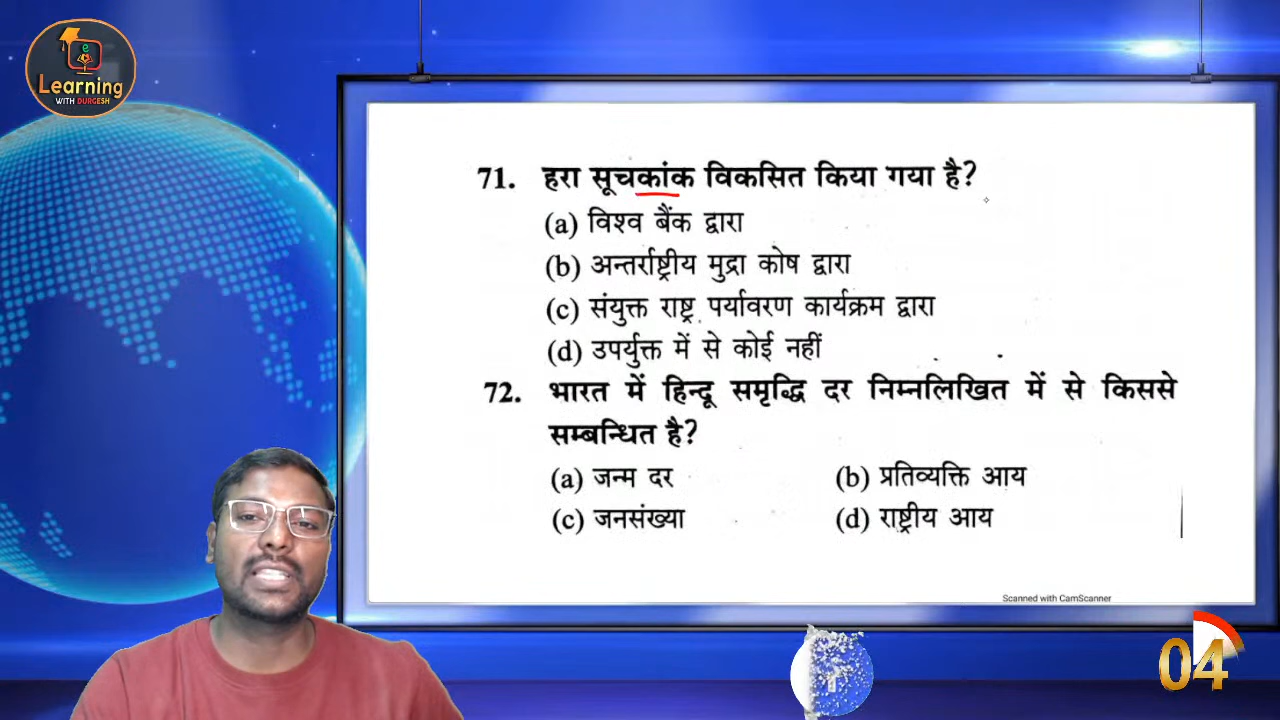 e
Learning
WITH DURGESH
71. हरा सूचकांक विकसित किया गया है?
(a) विश्व बैंक द्वारा
(b) अन्तर्राष्ट्रीय मुद्रा कोष द्वारा
(c) संयुक्त राष्ट्र पर्यावरण कार्यक्रम द्वारा
(d) उपर्युक्त में से कोई नहीं
72. भारत में हिन्दू समृद्धि दर निम्नलिखित में से किससे
सम्बन्धित है?
(a) जन्म दर (b) प्रतिव्यक्ति आय
(c) जनसंख्या (d) राष्ट्रीय आय
Scanned with CamScanner
04